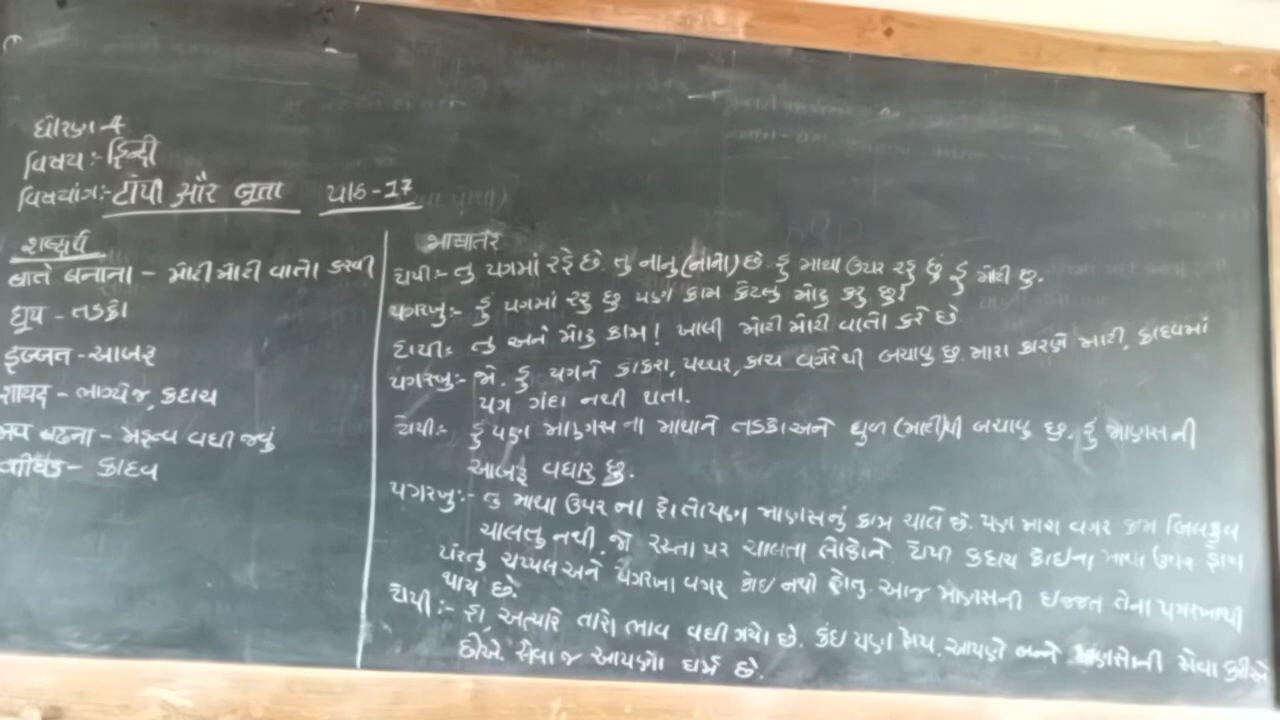 ધોરણ-4
વિષય:- હિન્દી
વિષયાંગ:- टोपी और जूता પાઠ-17
શબ્દાર્થ
बाते बनाना - મોટી મોટી વાતો કરવી
धूप - તડકો
इज्जत - આબરૂ
शायद - ભાગ્યેજ, કદાચ
भाव बढना - મહત્વ વધી જવું
कीचड - કાદવ
ભાષાંતર
ટોપી:- તુ પગમાં રહે છે. તુ નાનુ (નાનો) છે. હું માથા ઉપર રહુ છું હું મોટી છુ.
પગરખુ:- હું પગમાં રહુ છુ પણ કામ કેટલુ મોટુ કરુ છુ!
ટોપી:- તુ અને મોટુ કામ! ખાલી મોટી મોટી વાતો કરે છે
પગરખુ:- જો. હું પગને કાકરા, પથ્થર, કાચ વગેરેથી બચાવુ છુ. મારા કારણે માટી, કાદવમાં
પગ ગંદા નથી થતા.
ટોપી:- હું પણ માણસ ના માથાને તડકો અને ધુળ (માટી)થી બચાવુ છુ. હું માણસની
આબરૂ વધારુ છુ.
પગરખુ:- તુ માથા ઉપર ના હોતોપણ માણસનું કામ ચાલે છે. પણ મારા વગર કામ બિલકુલ
ચાલતુ નથી. જો રસ્તા પર ચાલતા લોકોને. ટોપી કદાચ કોઇના માથા ઉપર હોય
પરંતુ ચપ્પલ અને પગરખા વગર કોઇ નથી હોતુ. આજ માણસની ઇજ્જત તેના પગરખાથી
થાય છે.
ટોપી:- હા, અત્યારે તારો ભાવ વધી ગયો છે. કંઇ પણ હોય, આપણે બન્ને માણસોની સેવા કરીએ
છીએ. સેવા જ આપણો ધર્મ છે.